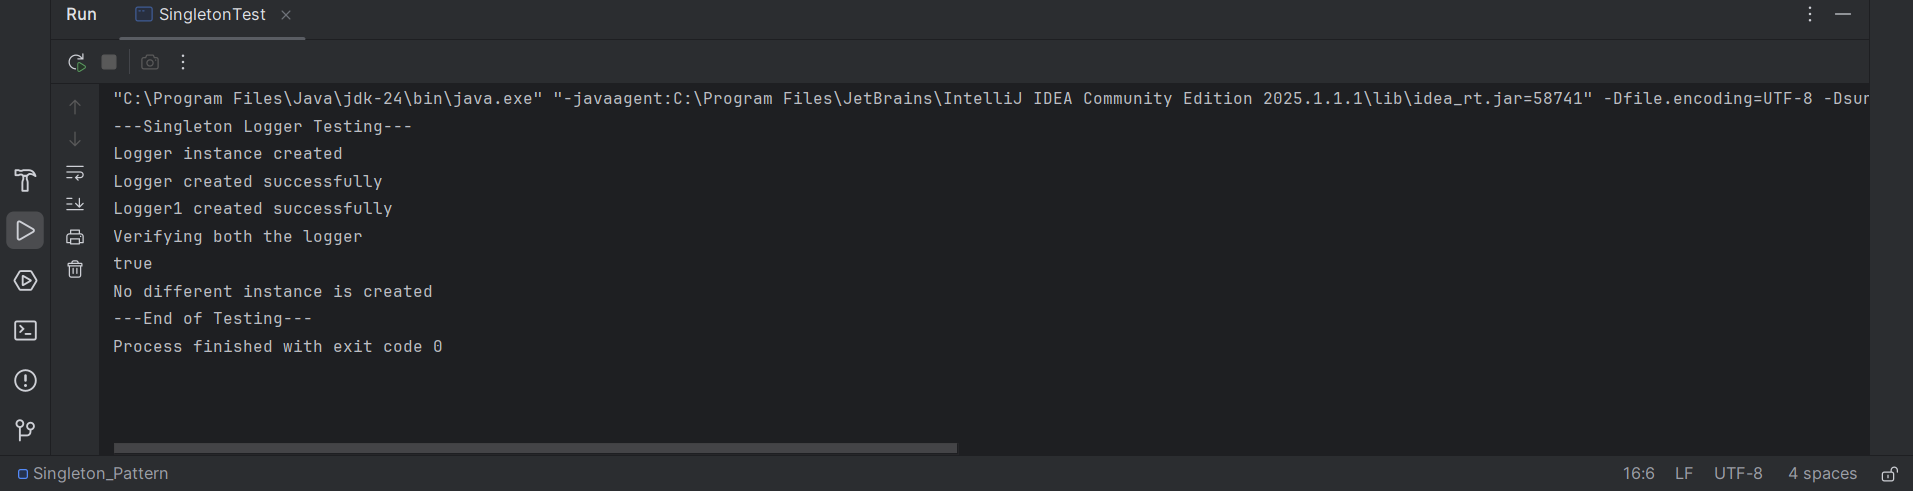 Run SingletonTest
"C:\Program Files\Java\jdk-24\bin\java.exe" "-javaagent:C:\Program Files\JetBrains\IntelliJ IDEA Community Edition 2025.1.1.1\lib\idea_rt.jar=58741" -Dfile.encoding=UTF-8 -Dsur
---Singleton Logger Testing---
Logger instance created
Logger created successfully
Logger1 created successfully
Verifying both the logger
true
No different instance is created
---End of Testing---
Process finished with exit code 0
Singleton_Pattern 16:6 LF UTF-8 4 spaces